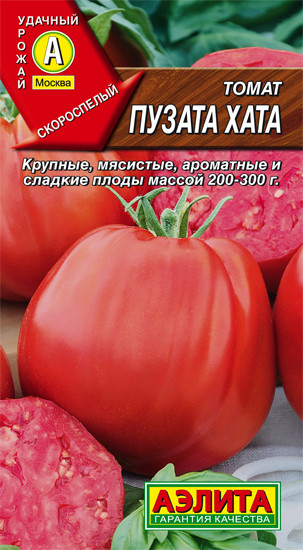 УДАЧНЫЙ
УРОЖАЙ
А
Москва
СКОРОСПЕЛЫЙ
ТОМАТ
ПУЗАТА ХАТА
Крупные, мясистые, ароматные и
сладкие плоды массой 200-300 г.
АЭЛИТА
ГАРАНТИЯ КАЧЕСТВА